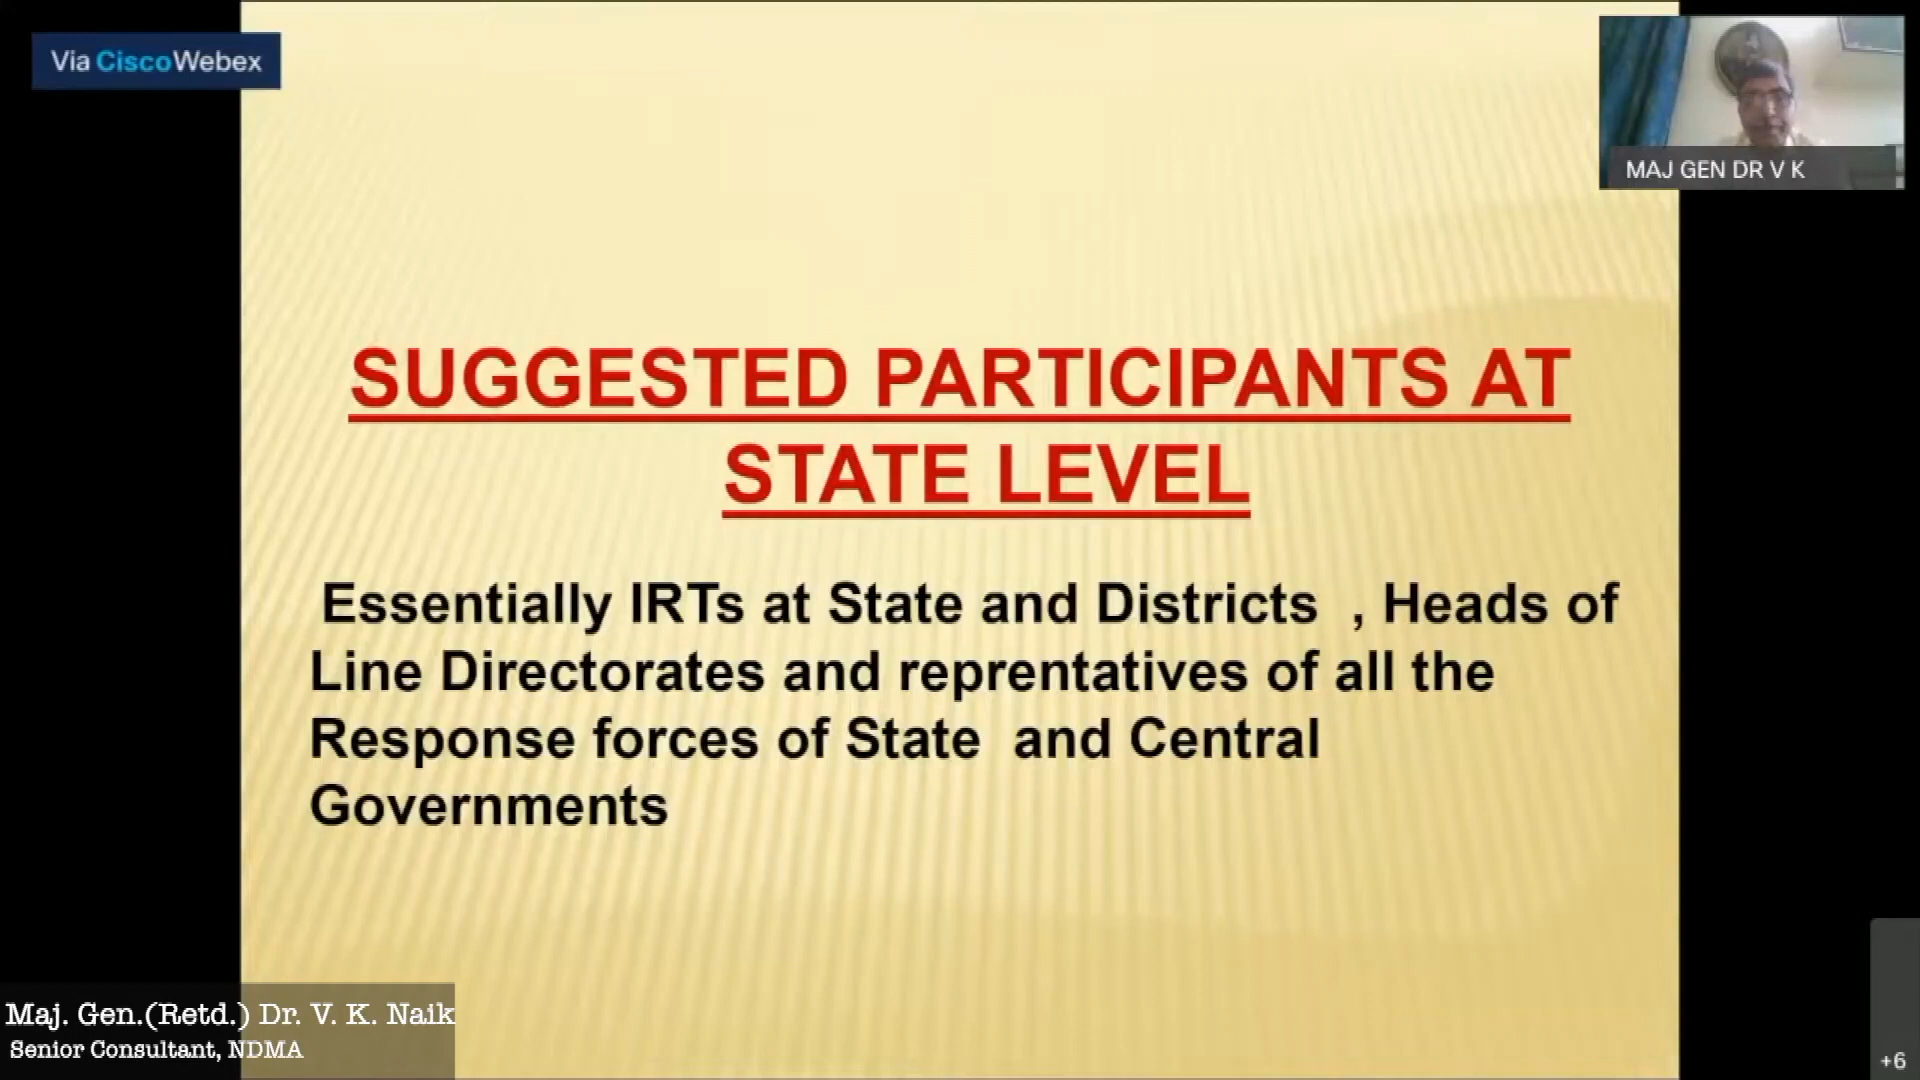 Via CiscoWebex
MAJ GEN DR V K
SUGGESTED PARTICIPANTS AT
STATE LEVEL
Essentially IRTs at State and Districts , Heads of
Line Directorates and reprentatives of all the
Response forces of State and Central
Governments
Maj. Gen.(Retd.) Dr. V. K. Naik
Senior Consultant, NDMA
+6